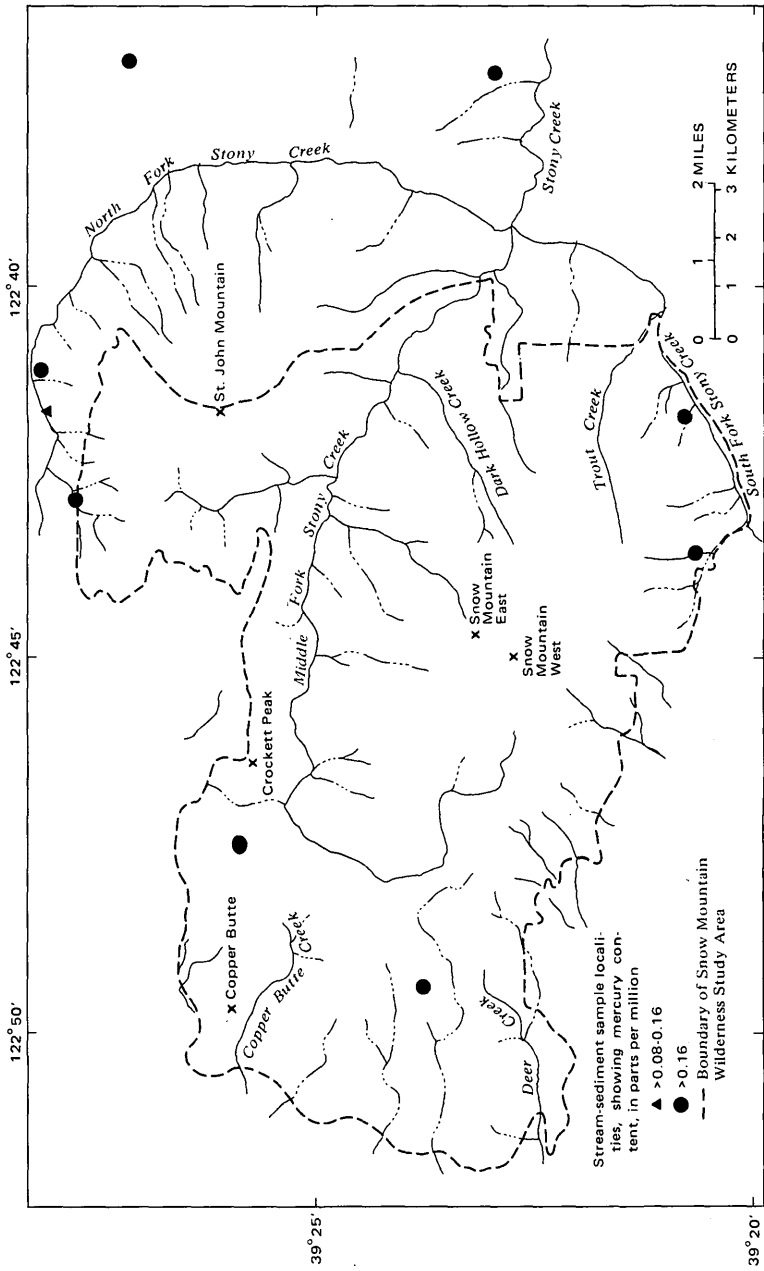 122° 50'
122° 45'
122° 40'
39° 25'
39° 20'
North Fork Stony Creek
St. John Mountain
Copper Butte
Crockett Peak
Copper Butte Creek
Middle Fork Stony Creek
Snow
Mountain
East
Snow
Mountain
West
Dark Hollow Creek
Stony Creek
Trout Creek
South Fork Stony Creek
Deer Creek
Stream-sediment sample locali-
ties, showing mercury con-
tent, in parts per million
>0.08-0.16
>0.16
Boundary of Snow Mountain
Wilderness Study Area
0 1 2 MILES
0 1 2 3 KILOMETERS